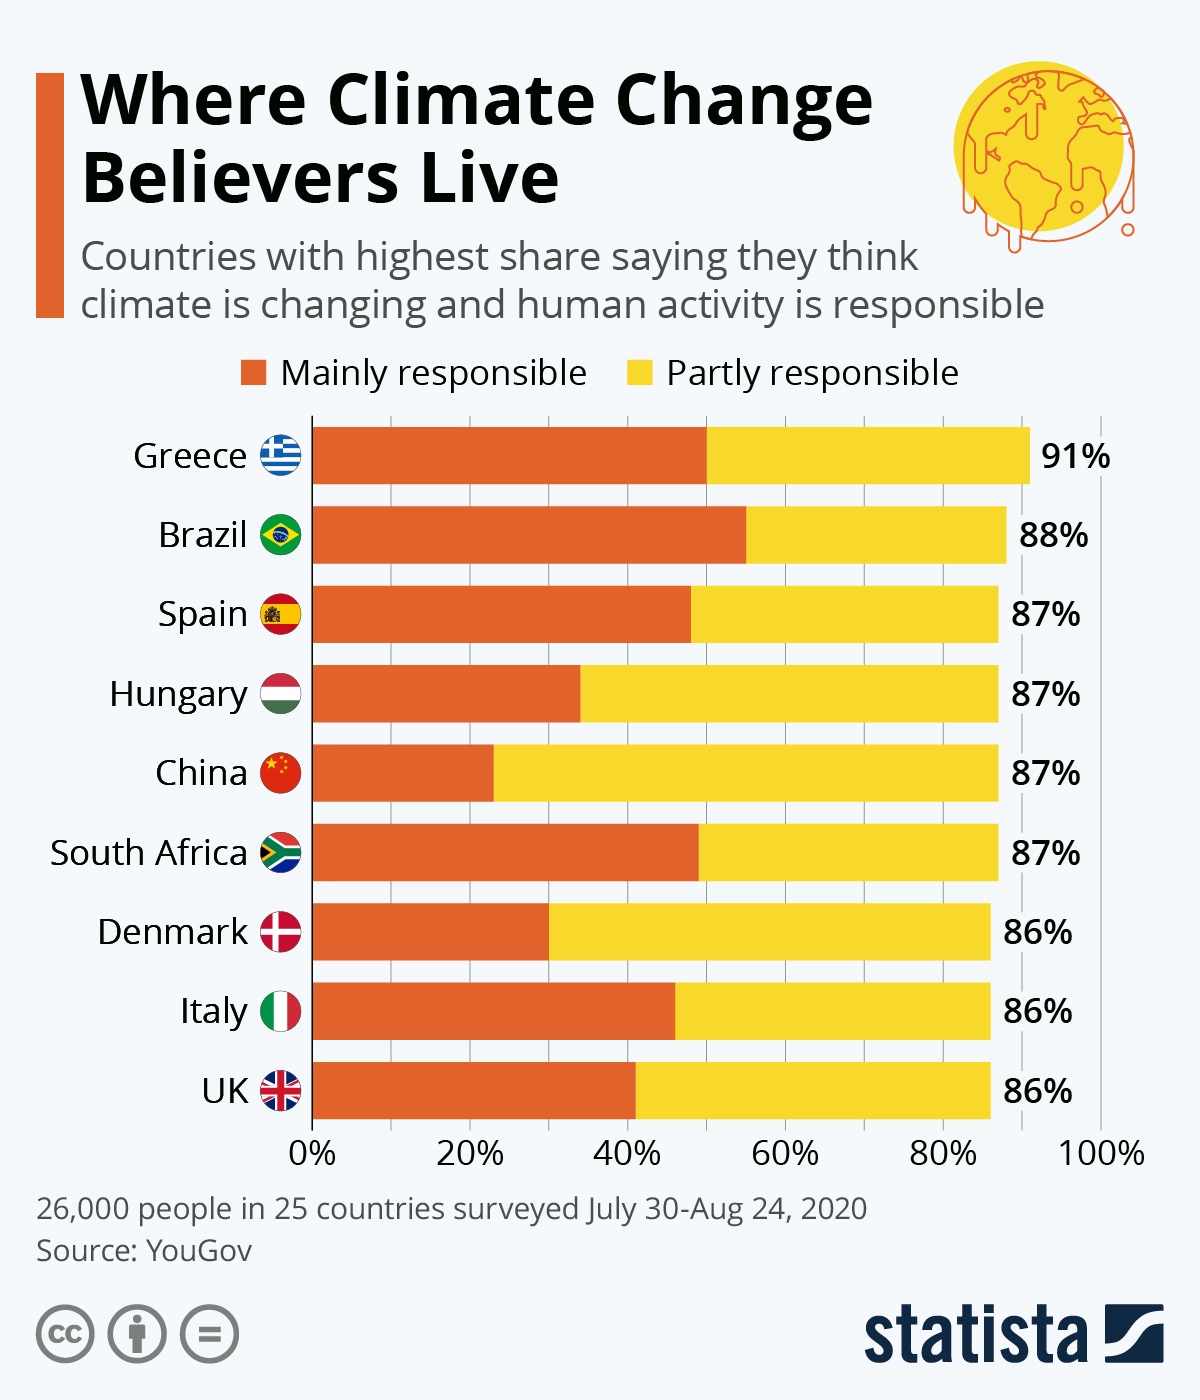 Where Climate Change
Believers Live
Countries with highest share saying they think
climate is changing and human activity is responsible
Mainly responsible Partly responsible
Greece 91%
Brazil 88%
Spain 87%
Hungary 87%
China 87%
South Africa 87%
Denmark 86%
Italy 86%
UK 86%
0% 20% 40% 60% 80% 100%
26,000 people in 25 countries surveyed July 30-Aug 24, 2020
Source: YouGov
cc
statista